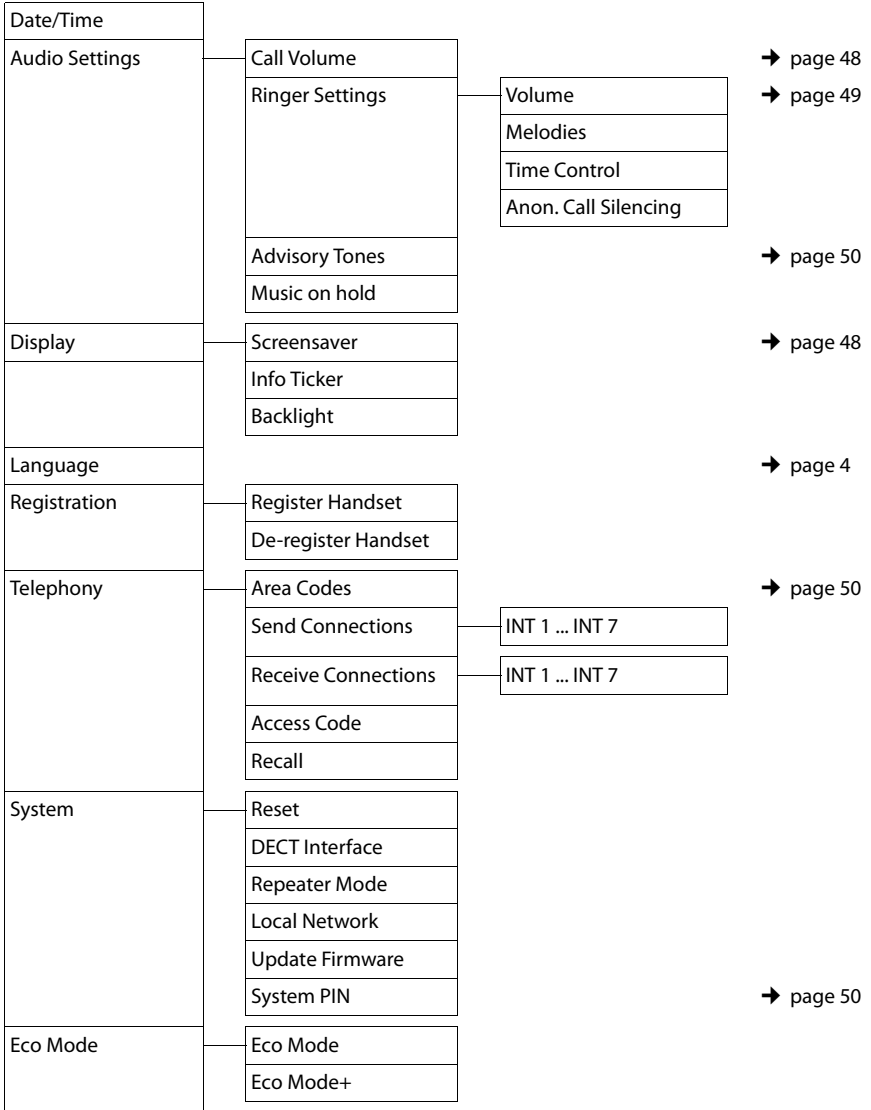 Date/Time
Audio Settings Call Volume → page 48
Ringer Settings Volume → page 49
Melodies
Time Control
Anon. Call Silencing
Advisory Tones → page 50
Music on hold
Display Screensaver → page 48
Info Ticker
Backlight
Language → page 4
Registration Register Handset
De-register Handset
Telephony Area Codes → page 50
Send Connections INT 1 ... INT 7
Receive Connections INT 1 ... INT 7
Access Code
Recall
System Reset
DECT Interface
Repeater Mode
Local Network
Update Firmware
System PIN → page 50
Eco Mode Eco Mode
Eco Mode+